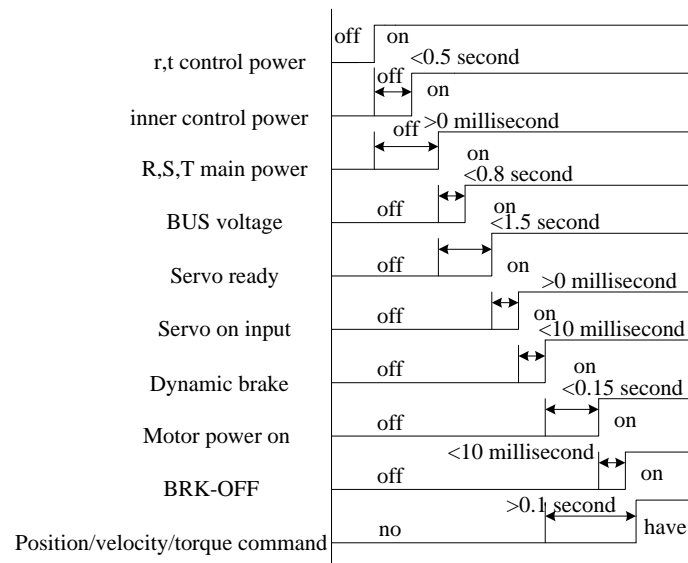 off on
r,t control power
<0.5 second
off
on
inner control power
off >0 millisecond
R,S,T main power
on
<0.8 second
off
BUS voltage
on
<1.5 second
off
Servo ready
on
>0 millisecond
off
Servo on input
on
<10 millisecond
off
Dynamic brake
on
<0.15 second
off
Motor power on
on
<10 millisecond
off
BRK-OFF
on
>0.1 second
no
have
Position/velocity/torque command